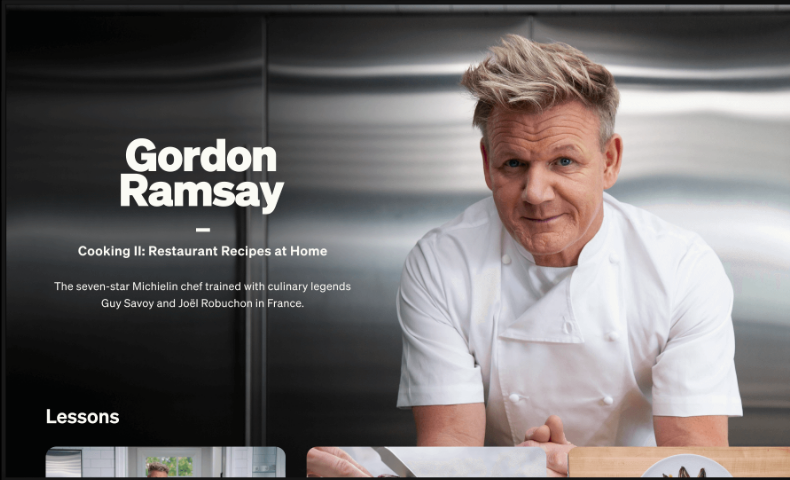 Gordon
Ramsay
Cooking II: Restaurant Recipes at Home
The seven-star Michielin chef trained with culinary legends
Guy Savoy and Joël Robuchon in France.
Lessons